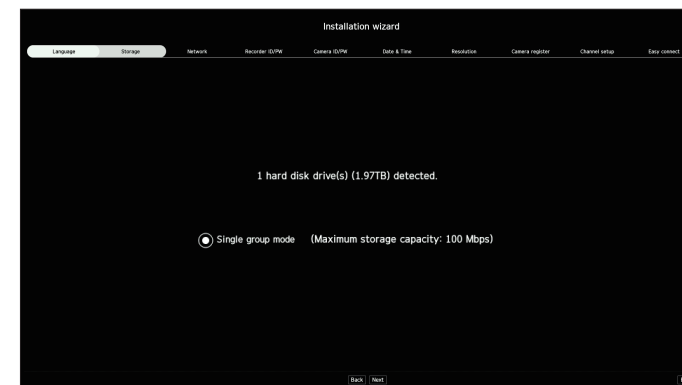 Installation wizard
Language Storage Network Recorder ID/PW Camera ID/PW Date & Time Resolution Camera register Channel setup Easy connect
1 hard disk drive(s) (1.97TB) detected.
Single group mode (Maximum storage capacity: 100 Mbps)
Back Next